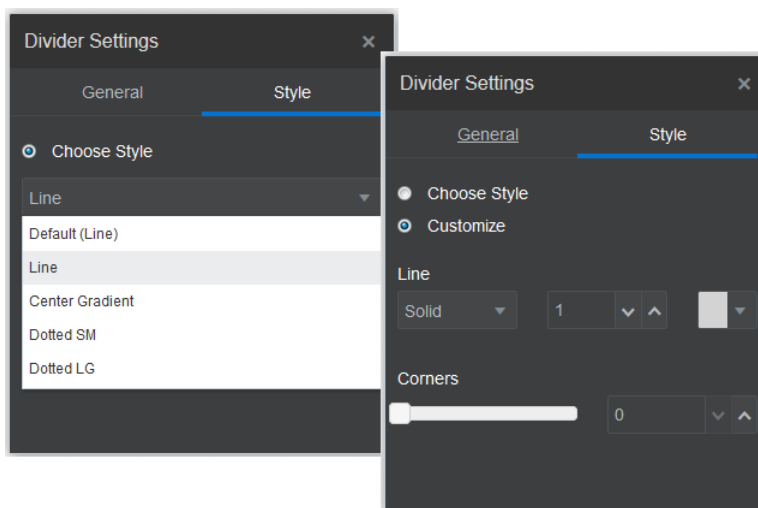 Divider Settings ×
General Style
Choose Style
Line
Default (Line)
Line
Center Gradient
Dotted SM
Dotted LG
Divider Settings ×
General Style
Choose Style
Customize
Line
Solid 1
Corners
0